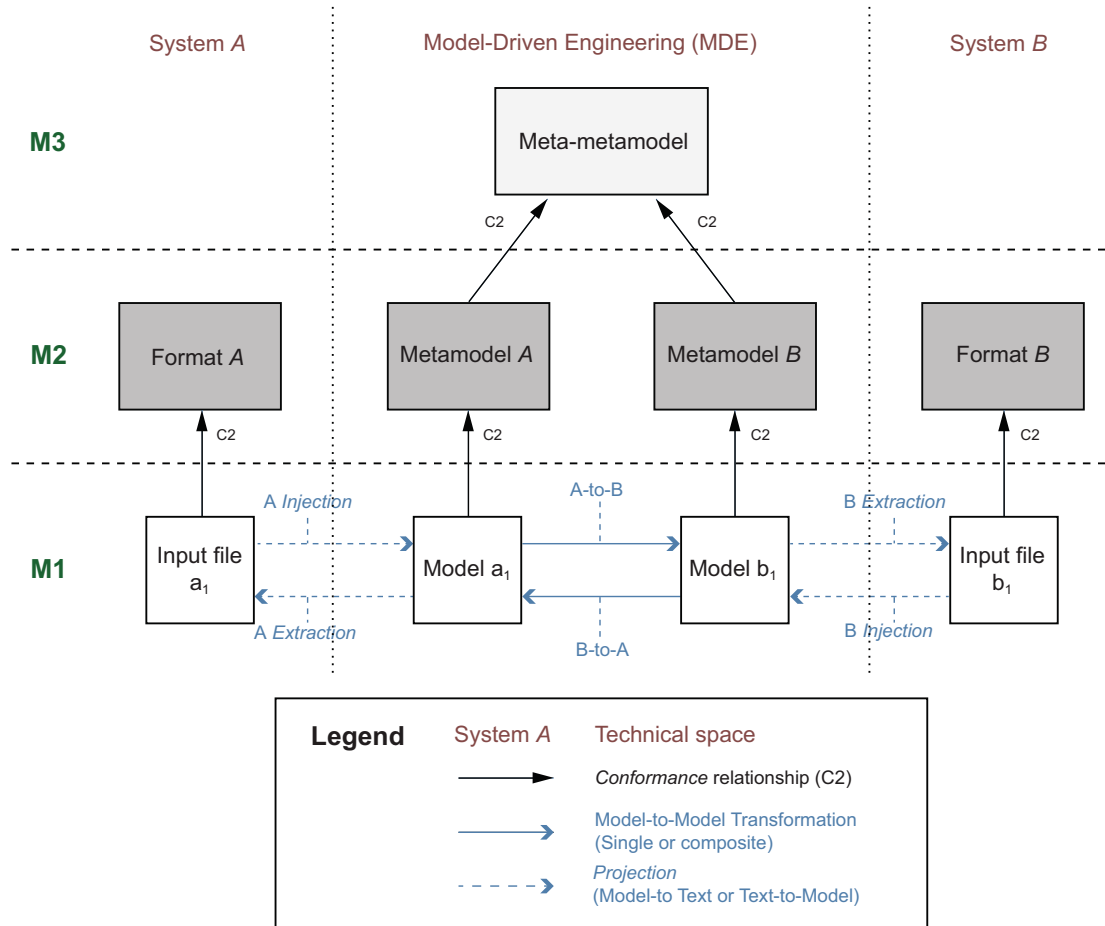 System A
Model-Driven Engineering (MDE)
System B
M3
Meta-metamodel
C2
C2
M2
Format A
Metamodel A
Metamodel B
Format B
C2
C2
C2
C2
M1
A Injection
A-to-B
B Extraction
Input file
a₁
Model a₁
Model b₁
Input file
b₁
A Extraction
B-to-A
B Injection
Legend
System A
Technical space
Conformance relationship (C2)
Model-to-Model Transformation
(Single or composite)
Projection
(Model-to Text or Text-to-Model)